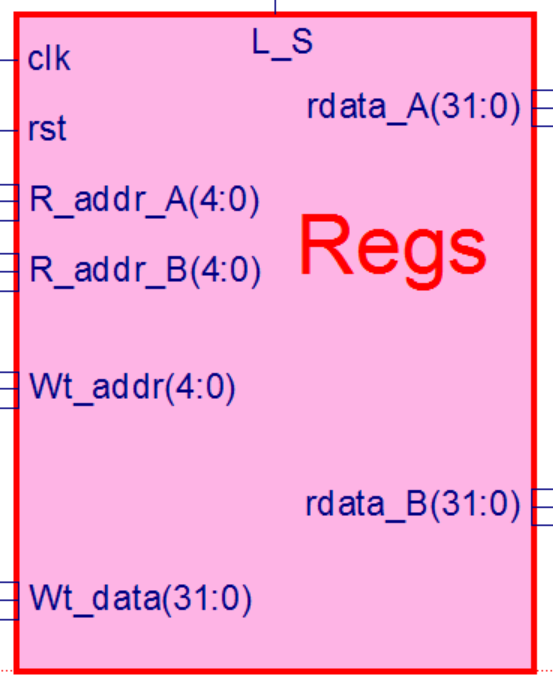 L_S
clk
rdata_A(31:0)
rst
R_addr_A(4:0)
Regs
R_addr_B(4:0)
Wt_addr(4:0)
rdata_B(31:0)
Wt_data(31:0)